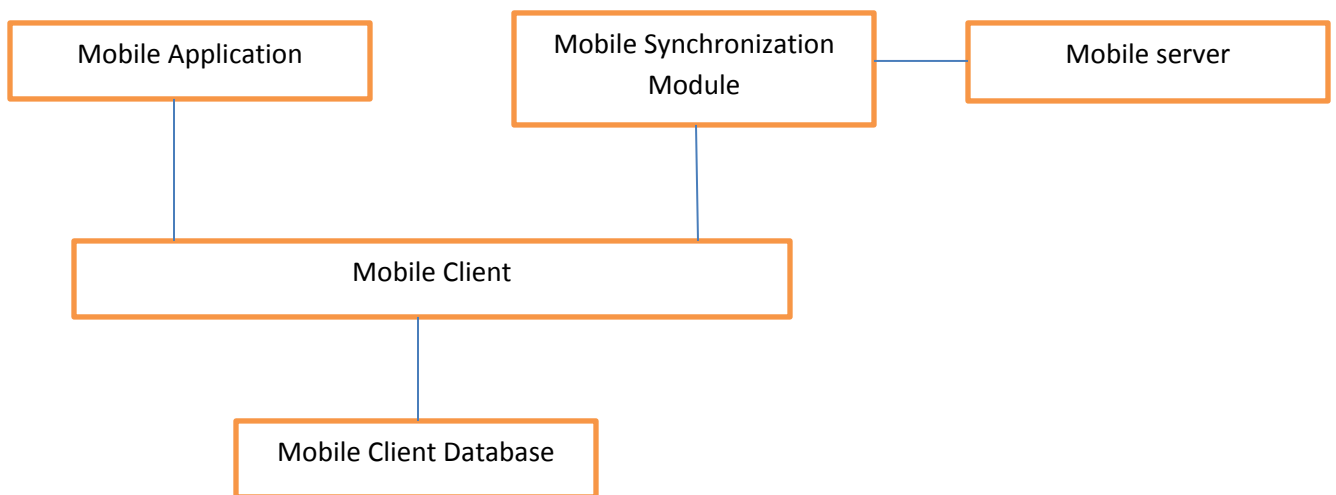 Mobile Application
Mobile Synchronization
Module
Mobile server
Mobile Client
Mobile Client Database